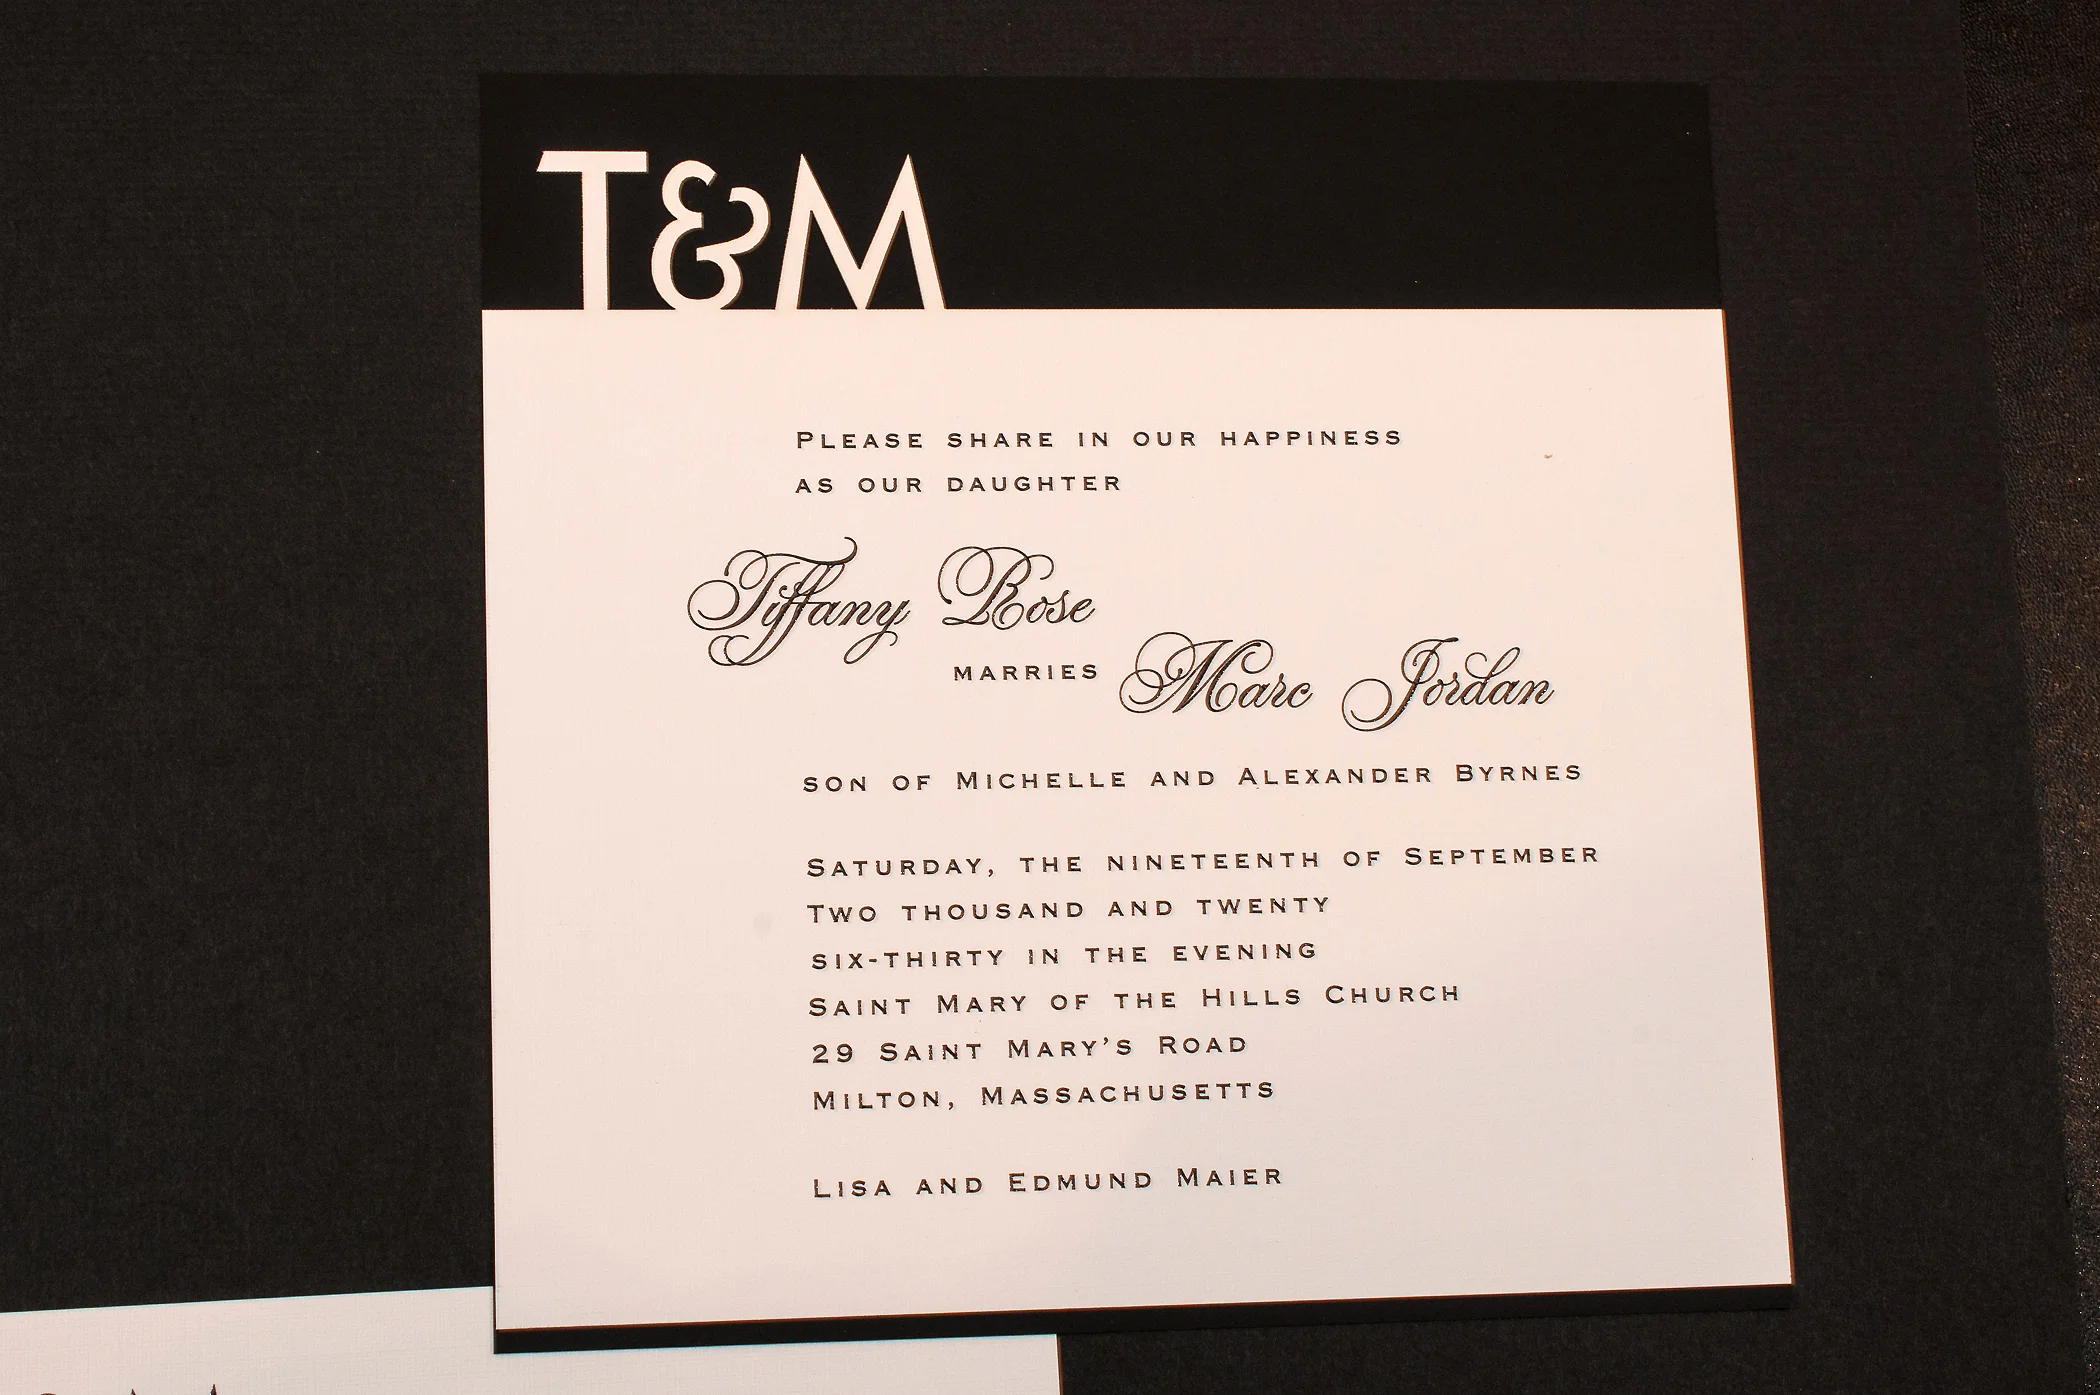 T&M
Please share in our happiness
as our daughter
Tiffany Rose
marries Marc Jordan
son of Michelle and Alexander Byrnes
Saturday, the nineteenth of September
Two thousand and twenty
six-thirty in the evening
Saint Mary of the Hills Church
29 Saint Mary's Road
Milton, Massachusetts
Lisa and Edmund Maier